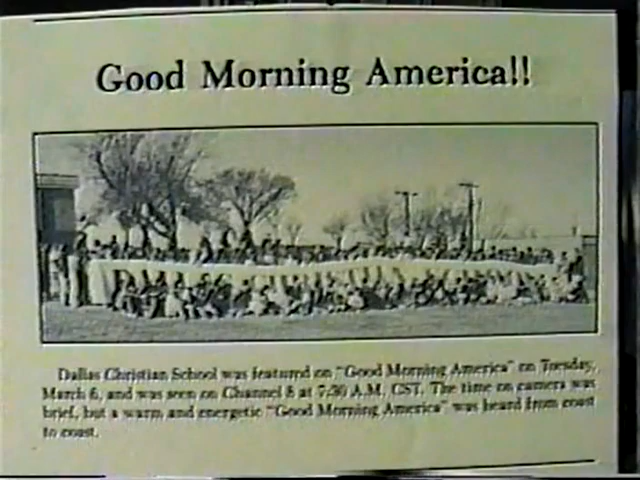 Good Morning America!!
Dallas Christian School was featured on "Good Morning America" on Tuesday,
March 6, and was seen on Channel 8 at 7:30 A.M. CST. The time on camera was
brief, but a warm and energetic "Good Morning America" was heard from coast
to coast.